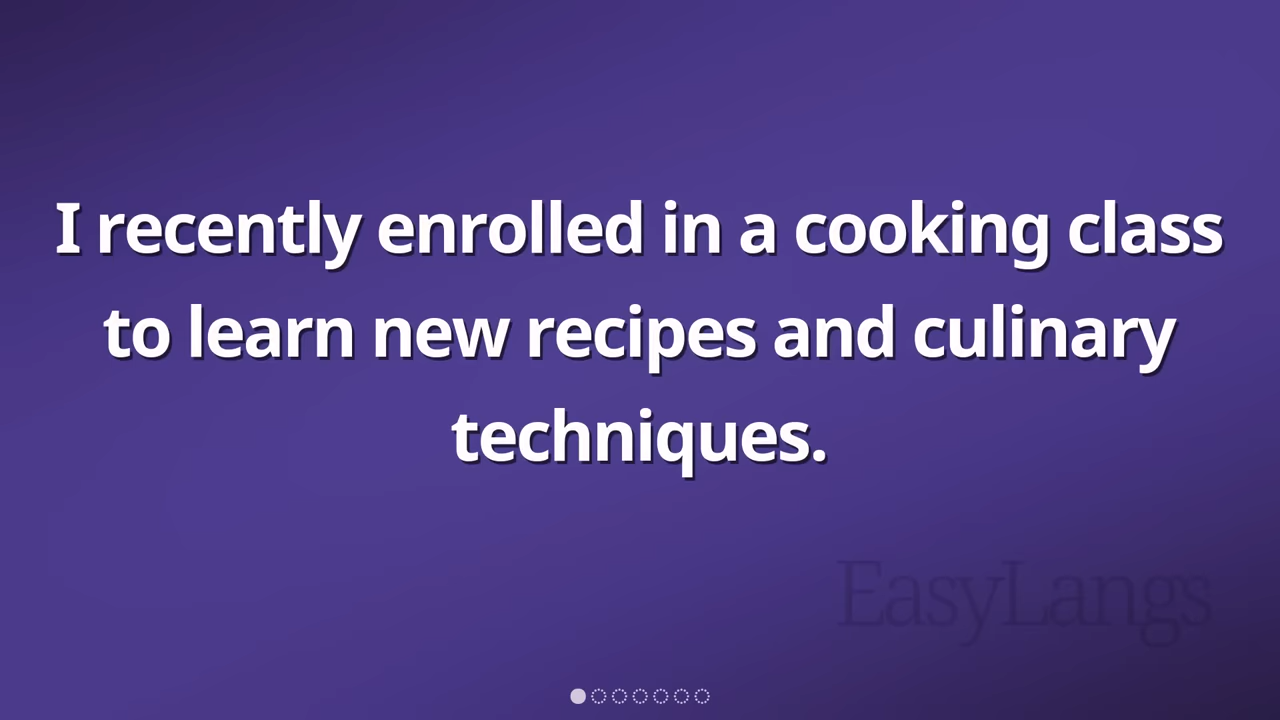 I recently enrolled in a cooking class
to learn new recipes and culinary
techniques.
EasyLangs